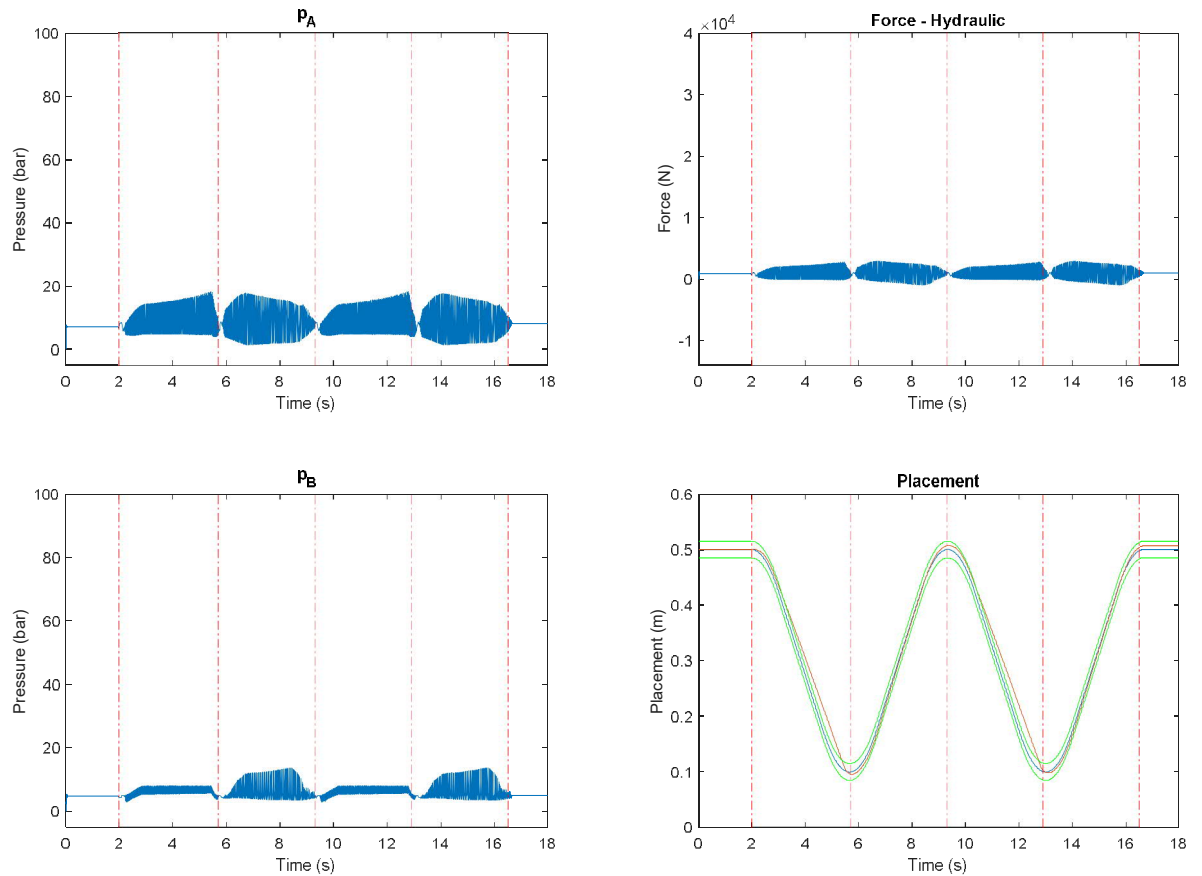 p_A
Pressure (bar)
100
80
60
40
20
0
0 2 4 6 8 10 12 14 16 18
Time (s)
Force - Hydraulic
×10^4
Force (N)
4
3
2
1
0
-1
0 2 4 6 8 10 12 14 16 18
Time (s)
p_B
Pressure (bar)
100
80
60
40
20
0
0 2 4 6 8 10 12 14 16 18
Time (s)
Placement
Placement (m)
0.6
0.5
0.4
0.3
0.2
0.1
0
0 2 4 6 8 10 12 14 16 18
Time (s)